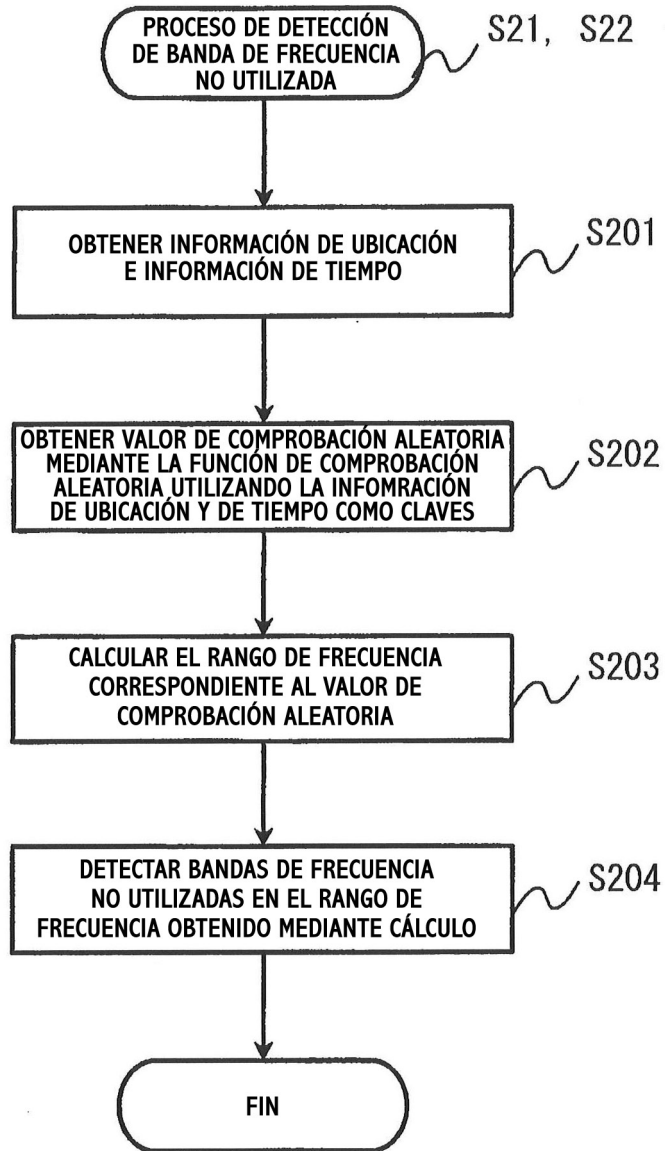 PROCESO DE DETECCIÓN
DE BANDA DE FRECUENCIA
NO UTILIZADA
S21, S22
OBTENER INFORMACIÓN DE UBICACIÓN
E INFORMACIÓN DE TIEMPO
S201
OBTENER VALOR DE COMPROBACIÓN ALEATORIA
MEDIANTE LA FUNCIÓN DE COMPROBACIÓN
ALEATORIA UTILIZANDO LA INFOMRACIÓN
DE UBICACIÓN Y DE TIEMPO COMO CLAVES
S202
CALCULAR EL RANGO DE FRECUENCIA
CORRESPONDIENTE AL VALOR DE
COMPROBACIÓN ALEATORIA
S203
DETECTAR BANDAS DE FRECUENCIA
NO UTILIZADAS EN EL RANGO DE
FRECUENCIA OBTENIDO MEDIANTE CÁLCULO
S204
FIN